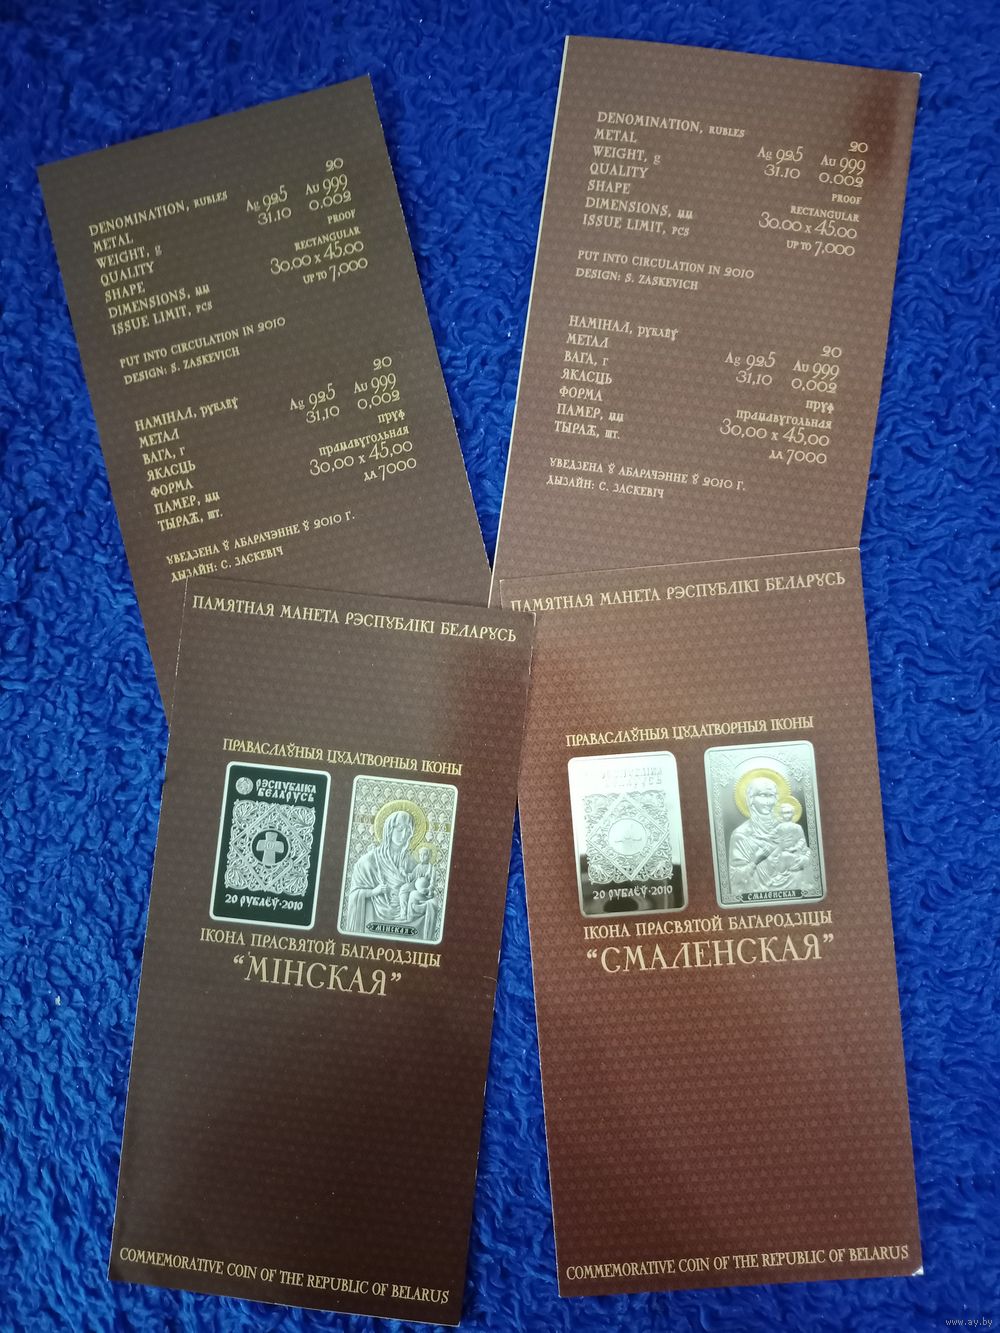 DENOMINATION, RUBLES 20
METAL Ag 925 Au 999
WEIGHT, g 31.10 0.002
QUALITY PROOF
SHAPE RECTANGULAR
DIMENSIONS, мм 30.00 x 45.00
ISSUE LIMIT, PCS UP TO 7,000
PUT INTO CIRCULATION IN 2010
DESIGN: S. ZASKEVICH
НАМІНАЛ, рублёў 20
МЕТАЛ Ag 925 Au 999
ВАГА, г 31,10 0,002
ЯКАСЦЬ пруф
ФОРМА прамавугольная
ПАМЕР, мм 30,00 x 45,00
ТЫРАЖ, шт. да 7000
УВЕДЗЕНА Ў АБАРАЧЭННЕ Ў 2010 Г.
ДЫЗАЙН: С. ЗАСКЕВІЧ
DENOMINATION, RUBLES 20
METAL Ag 925 Au 999
WEIGHT, g 31.10 0.002
QUALITY PROOF
SHAPE RECTANGULAR
DIMENSIONS, мм 30.00 x 45.00
ISSUE LIMIT, PCS UP TO 7,000
PUT INTO CIRCULATION IN 2010
DESIGN: S. ZASKEVICH
НАМІНАЛ, рублёў 20
МЕТАЛ Ag 925 Au 999
ВАГА, г 31,10 0,002
ЯКАСЦЬ пруф
ФОРМА прамавугольная
ПАМЕР, мм 30,00 x 45,00
ТЫРАЖ, шт. да 7000
УВЕДЗЕНА Ў АБАРАЧЭННЕ Ў 2010 Г.
ДЫЗАЙН: С. ЗАСКЕВІЧ
ПАМЯТНАЯ МАНЕТА РЭСПУБЛІКІ БЕЛАРУСЬ
ПРАВАСЛАЎНЫЯ ЦУДАТВОРНЫЯ ІКОНЫ
РЭСПУБЛІКА
БЕЛАРУСЬ
20 РУБЛЁЎ·2010
МІНСКАЯ
ІКОНА ПРАСВЯТОЙ БАГАРОДЗІЦЫ
“МІНСКАЯ”
COMMEMORATIVE COIN OF THE REPUBLIC OF BELARUS
ПАМЯТНАЯ МАНЕТА РЭСПУБЛІКІ БЕЛАРУСЬ
ПРАВАСЛАЎНЫЯ ЦУДАТВОРНЫЯ ІКОНЫ
РЭСПУБЛІКА
БЕЛАРУСЬ
20 РУБЛЁЎ·2010
СМАЛЕНСКАЯ
ІКОНА ПРАСВЯТОЙ БАГАРОДЗІЦЫ
“СМАЛЕНСКАЯ”
COMMEMORATIVE COIN OF THE REPUBLIC OF BELARUS
www.ay.by